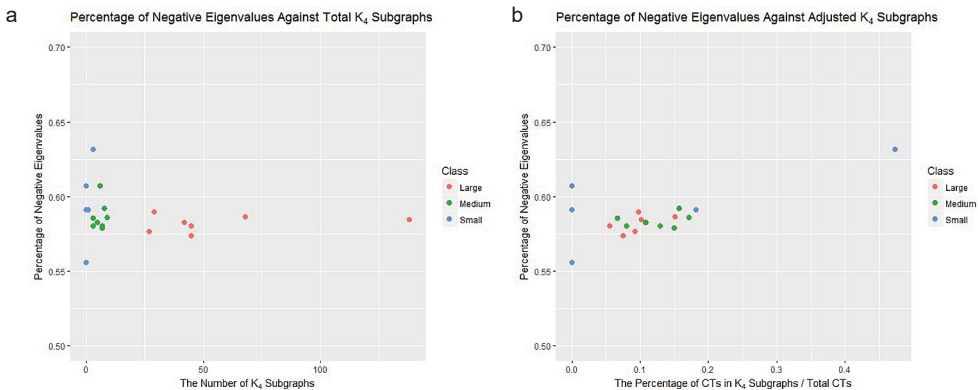 a
Percentage of Negative Eigenvalues Against Total K₄ Subgraphs
Percentage of Negative Eigenvalues
0.70
0.65
0.60
0.55
0.50
0
50
100
The Number of K₄ Subgraphs
Class
Large
Medium
Small
b
Percentage of Negative Eigenvalues Against Adjusted K₄ Subgraphs
Percentage of Negative Eigenvalues
0.70
0.65
0.60
0.55
0.50
0.0
0.1
0.2
0.3
0.4
The Percentage of CTs in K₄ Subgraphs / Total CTs
Class
Large
Medium
Small